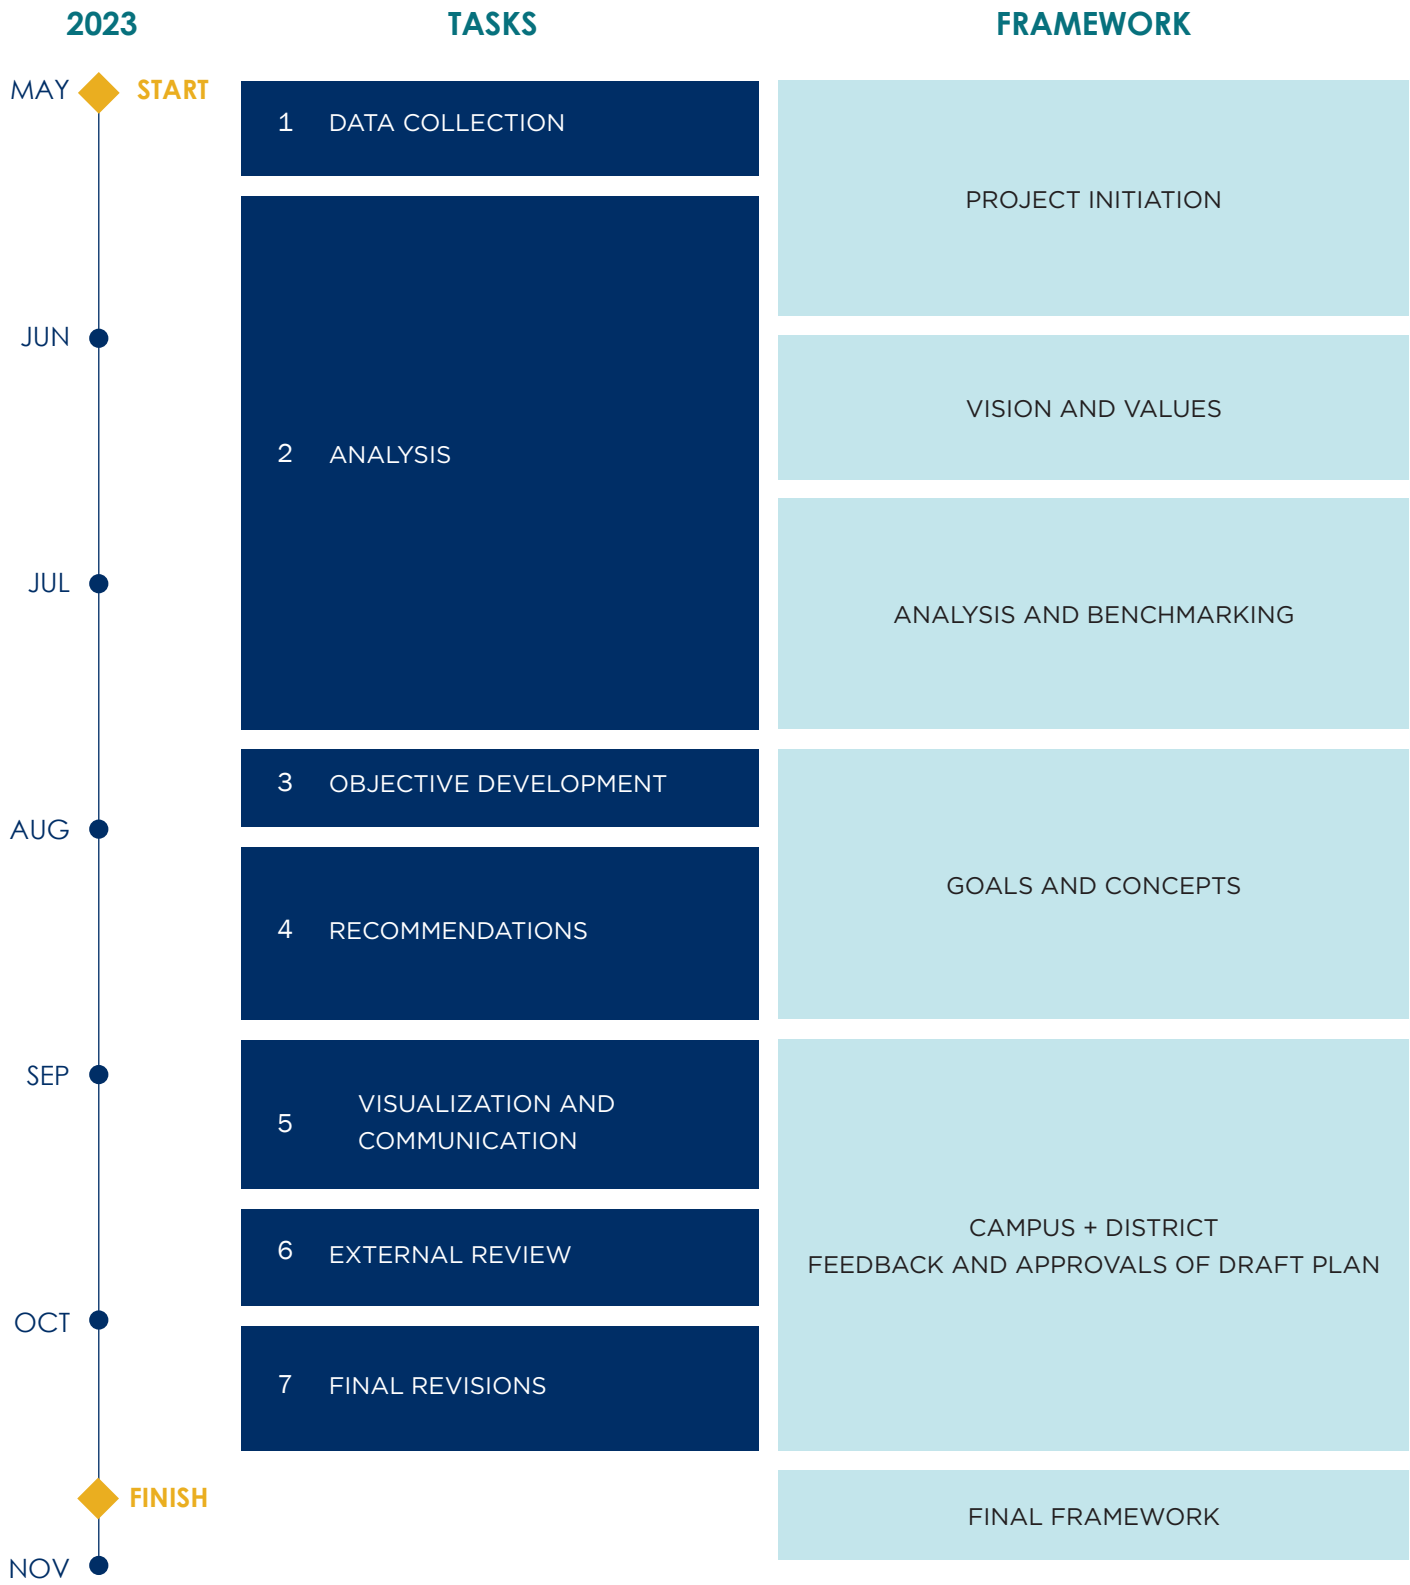 2023
TASKS
FRAMEWORK
MAY
START
1 DATA COLLECTION
PROJECT INITIATION
JUN
VISION AND VALUES
2 ANALYSIS
JUL
ANALYSIS AND BENCHMARKING
3 OBJECTIVE DEVELOPMENT
AUG
GOALS AND CONCEPTS
4 RECOMMENDATIONS
SEP
5 VISUALIZATION AND
COMMUNICATION
CAMPUS + DISTRICT
FEEDBACK AND APPROVALS OF DRAFT PLAN
6 EXTERNAL REVIEW
OCT
7 FINAL REVISIONS
FINISH
FINAL FRAMEWORK
NOV